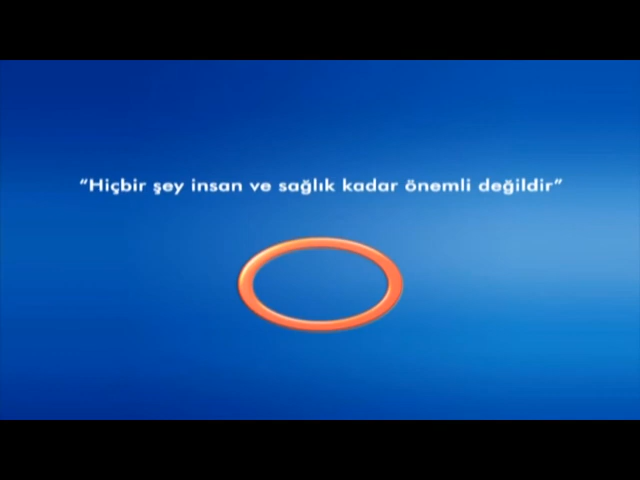 “Hiçbir şey insan ve sağlık kadar önemli değildir”